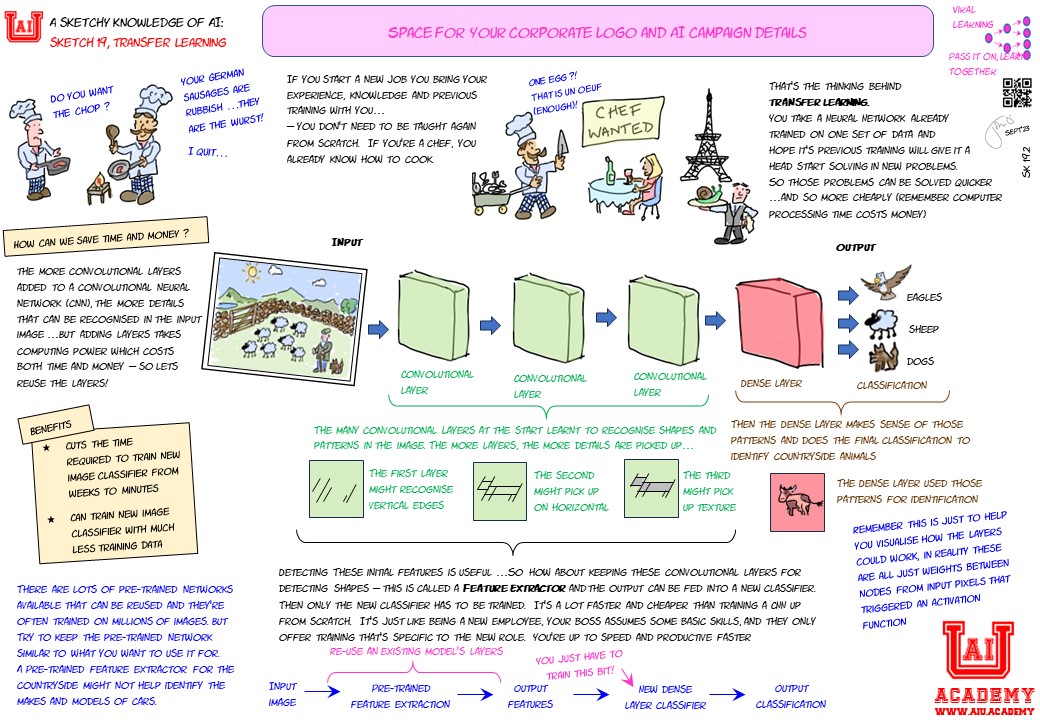 AI
U
A SKETCHY KNOWLEDGE OF AI:
SKETCH 19, TRANSFER LEARNING
SPACE FOR YOUR CORPORATE LOGO AND AI CAMPAIGN DETAILS
VIRAL
LEARNING
PASS IT ON, LEARN
TOGETHER
DO YOU WANT
THE CHOP ?
YOUR GERMAN
SAUSAGES ARE
RUBBISH ...THEY
ARE THE WURST!
I QUIT...
IF YOU START A NEW JOB YOU BRING YOUR
EXPERIENCE, KNOWLEDGE AND PREVIOUS
TRAINING WITH YOU...
– YOU DON'T NEED TO BE TAUGHT AGAIN
FROM SCRATCH. IF YOU'RE A CHEF, YOU
ALREADY KNOW HOW TO COOK.
ONE EGG ?!
THAT IS UN OEUF
(ENOUGH)!
CHEF
WANTED
THAT'S THE THINKING BEHIND
TRANSFER LEARNING.
YOU TAKE A NEURAL NETWORK ALREADY
TRAINED ON ONE SET OF DATA AND
HOPE IT'S PREVIOUS TRAINING WILL GIVE IT A
HEAD START SOLVING IN NEW PROBLEMS.
SO THOSE PROBLEMS CAN BE SOLVED QUICKER
...AND SO MORE CHEAPLY (REMEMBER COMPUTER
PROCESSING TIME COSTS MONEY)
SEPT'23
SK 19.2
HOW CAN WE SAVE TIME AND MONEY ?
THE MORE CONVOLUTIONAL LAYERS
ADDED TO A CONVOLUTIONAL NEURAL
NETWORK (CNN), THE MORE DETAILS
THAT CAN BE RECOGNISED IN THE INPUT
IMAGE ...BUT ADDING LAYERS TAKES
COMPUTING POWER WHICH COSTS
BOTH TIME AND MONEY – SO LETS
REUSE THE LAYERS!
INPUT
OUTPUT
EAGLES
SHEEP
DOGS
CONVOLUTIONAL
LAYER
CONVOLUTIONAL
LAYER
CONVOLUTIONAL
LAYER
DENSE LAYER
CLASSIFICATION
THE MANY CONVOLUTIONAL LAYERS AT THE START LEARNT TO RECOGNISE SHAPES AND
PATTERNS IN THE IMAGE. THE MORE LAYERS, THE MORE DETAILS ARE PICKED UP...
THEN THE DENSE LAYER MAKES SENSE OF THOSE
PATTERNS AND DOES THE FINAL CLASSIFICATION TO
IDENTIFY COUNTRYSIDE ANIMALS
BENEFITS
★ CUTS THE TIME
REQUIRED TO TRAIN NEW
IMAGE CLASSIFIER FROM
WEEKS TO MINUTES
★ CAN TRAIN NEW IMAGE
CLASSIFIER WITH MUCH
LESS TRAINING DATA
THE FIRST LAYER
MIGHT RECOGNISE
VERTICAL EDGES
THE SECOND
MIGHT PICK UP
ON HORIZONTAL
THE THIRD
MIGHT PICK
UP TEXTURE
THE DENSE LAYER USED THOSE
PATTERNS FOR IDENTIFICATION
REMEMBER THIS IS JUST TO HELP
YOU VISUALISE HOW THE LAYERS
COULD WORK, IN REALITY THESE
ARE ALL JUST WEIGHTS BETWEEN
NODES FROM INPUT PIXELS THAT
TRIGGERED AN ACTIVATION
FUNCTION
DETECTING THESE INITIAL FEATURES IS USEFUL ...SO HOW ABOUT KEEPING THESE CONVOLUTIONAL LAYERS FOR
DETECTING SHAPES – THIS IS CALLED A FEATURE EXTRACTOR AND THE OUTPUT CAN BE FED INTO A NEW CLASSIFIER.
THEN ONLY THE NEW CLASSIFIER HAS TO BE TRAINED. IT'S A LOT FASTER AND CHEAPER THAN TRAINING A CNN UP
FROM SCRATCH. IT'S JUST LIKE BEING A NEW EMPLOYEE, YOUR BOSS ASSUMES SOME BASIC SKILLS, AND THEY ONLY
OFFER TRAINING THAT'S SPECIFIC TO THE NEW ROLE. YOU'RE UP TO SPEED AND PRODUCTIVE FASTER
THERE ARE LOTS OF PRE-TRAINED NETWORKS
AVAILABLE THAT CAN BE REUSED AND THEY'RE
OFTEN TRAINED ON MILLIONS OF IMAGES. BUT
TRY TO KEEP THE PRE-TRAINED NETWORK
SIMILAR TO WHAT YOU WANT TO USE IT FOR.
A PRE-TRAINED FEATURE EXTRACTOR FOR THE
COUNTRYSIDE MIGHT NOT HELP IDENTIFY THE
MAKES AND MODELS OF CARS.
RE-USE AN EXISTING MODEL'S LAYERS
YOU JUST HAVE TO
TRAIN THIS BIT!
INPUT
IMAGE
PRE-TRAINED
FEATURE EXTRACTION
OUTPUT
FEATURES
NEW DENSE
LAYER CLASSIFIER
OUTPUT
CLASSIFICATION
AI
U
ACADEMY
WWW.AIU.ACADEMY